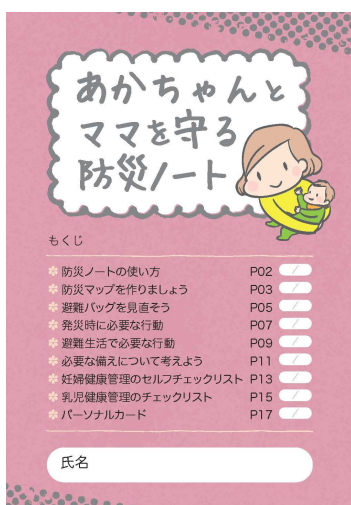 あかちゃんと
ママを守る
防災ノート
もくじ
防災ノートの使い方 P02
防災マップを作りましょう P03
避難バッグを見直そう P05
発災時に必要な行動 P07
避難生活で必要な行動 P09
必要な備えについて考えよう P11
妊婦健康管理のセルフチェックリスト P13
乳児健康管理のチェックリスト P15
パーソナルカード P17
氏名